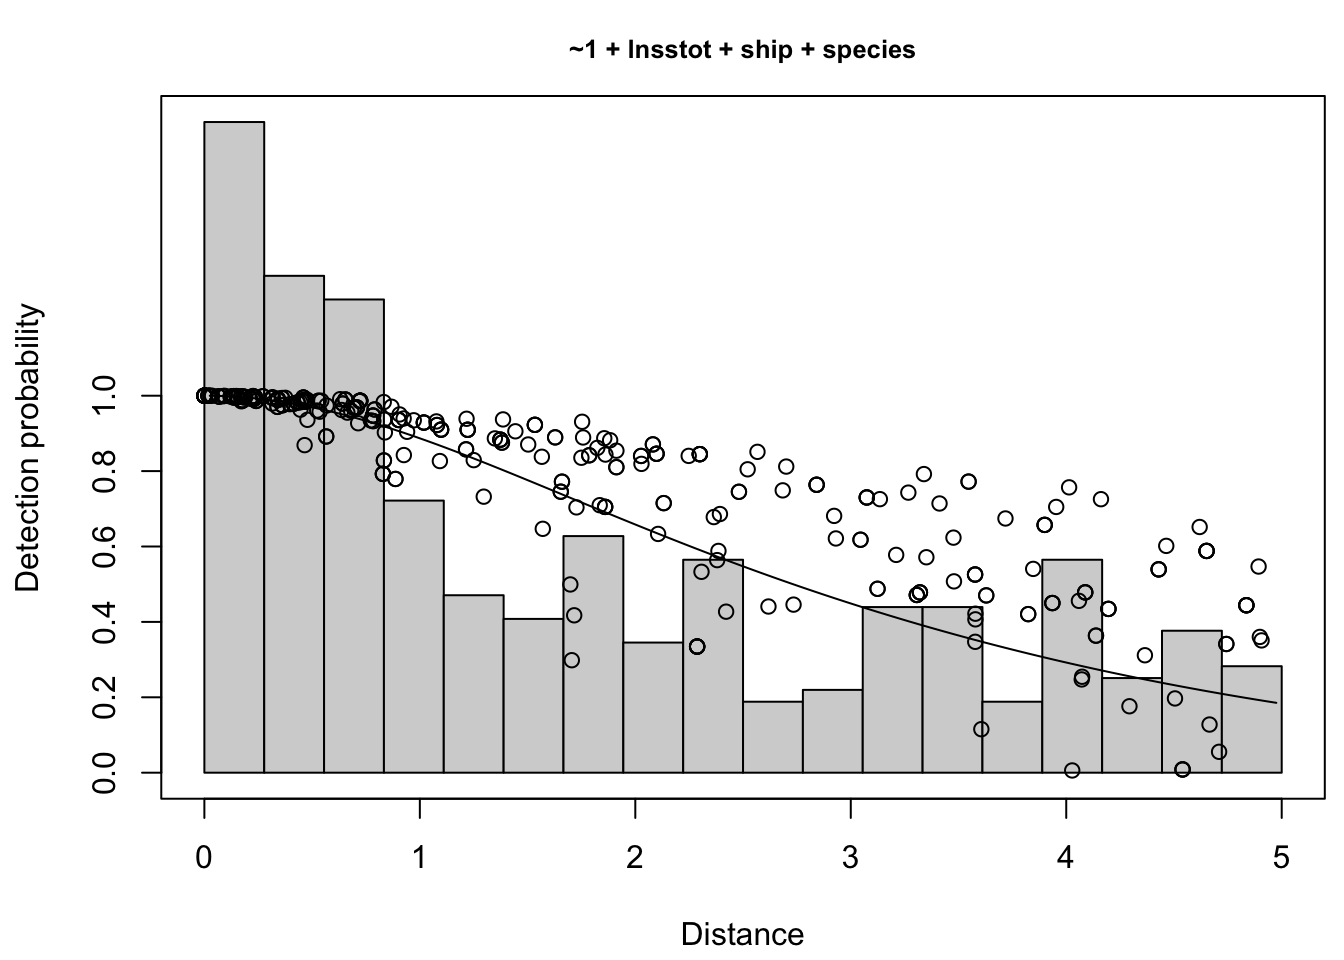 ~1 + lnsstot + ship + species
Detection probability
1.0
0.8
0.6
0.4
0.2
0.0
0 1 2 3 4 5
Distance